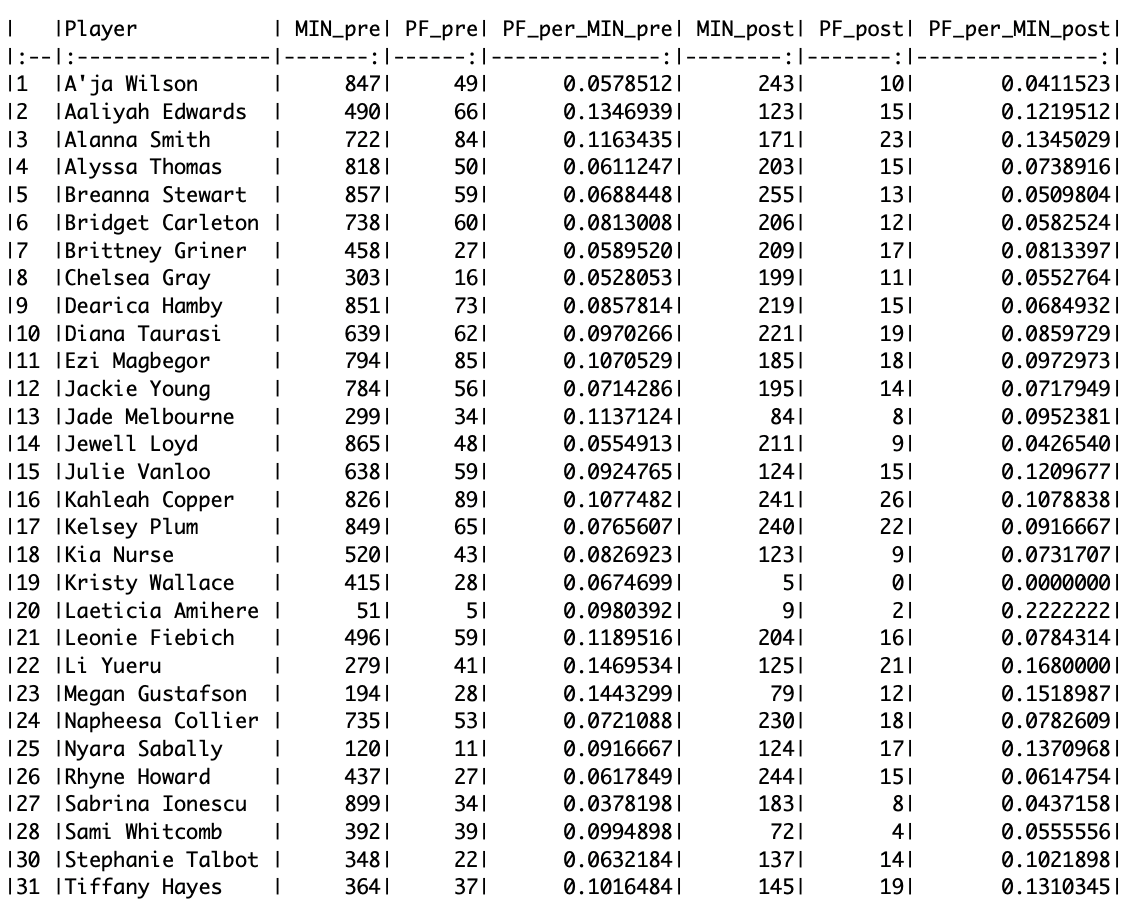 |   |Player           | MIN_pre| PF_pre| PF_per_MIN_pre| MIN_post| PF_post| PF_per_MIN_post|
|:--|:----------------|-------:|------:|--------------:|--------:|-------:|---------------:|
|1  |A'ja Wilson      |     847|     49|      0.0578512|      243|      10|       0.0411523|
|2  |Aaliyah Edwards  |     490|     66|      0.1346939|      123|      15|       0.1219512|
|3  |Alanna Smith     |     722|     84|      0.1163435|      171|      23|       0.1345029|
|4  |Alyssa Thomas    |     818|     50|      0.0611247|      203|      15|       0.0738916|
|5  |Breanna Stewart  |     857|     59|      0.0688448|      255|      13|       0.0509804|
|6  |Bridget Carleton |     738|     60|      0.0813008|      206|      12|       0.0582524|
|7  |Brittney Griner  |     458|     27|      0.0589520|      209|      17|       0.0813397|
|8  |Chelsea Gray     |     303|     16|      0.0528053|      199|      11|       0.0552764|
|9  |Dearica Hamby    |     851|     73|      0.0857814|      219|      15|       0.0684932|
|10 |Diana Taurasi    |     639|     62|      0.0970266|      221|      19|       0.0859729|
|11 |Ezi Magbegor     |     794|     85|      0.1070529|      185|      18|       0.0972973|
|12 |Jackie Young     |     784|     56|      0.0714286|      195|      14|       0.0717949|
|13 |Jade Melbourne   |     299|     34|      0.1137124|       84|       8|       0.0952381|
|14 |Jewell Loyd      |     865|     48|      0.0554913|      211|       9|       0.0426540|
|15 |Julie Vanloo     |     638|     59|      0.0924765|      124|      15|       0.1209677|
|16 |Kahleah Copper   |     826|     89|      0.1077482|      241|      26|       0.1078838|
|17 |Kelsey Plum      |     849|     65|      0.0765607|      240|      22|       0.0916667|
|18 |Kia Nurse        |     520|     43|      0.0826923|      123|       9|       0.0731707|
|19 |Kristy Wallace   |     415|     28|      0.0674699|        5|       0|       0.0000000|
|20 |Laeticia Amihere |      51|      5|      0.0980392|        9|       2|       0.2222222|
|21 |Leonie Fiebich   |     496|     59|      0.1189516|      204|      16|       0.0784314|
|22 |Li Yueru         |     279|     41|      0.1469534|      125|      21|       0.1680000|
|23 |Megan Gustafson  |     194|     28|      0.1443299|       79|      12|       0.1518987|
|24 |Napheesa Collier |     735|     53|      0.0721088|      230|      18|       0.0782609|
|25 |Nyara Sabally    |     120|     11|      0.0916667|      124|      17|       0.1370968|
|26 |Rhyne Howard     |     437|     27|      0.0617849|      244|      15|       0.0614754|
|27 |Sabrina Ionescu  |     899|     34|      0.0378198|      183|       8|       0.0437158|
|28 |Sami Whitcomb    |     392|     39|      0.0994898|       72|       4|       0.0555556|
|30 |Stephanie Talbot |     348|     22|      0.0632184|      137|      14|       0.1021898|
|31 |Tiffany Hayes    |     364|     37|      0.1016484|      145|      19|       0.1310345|